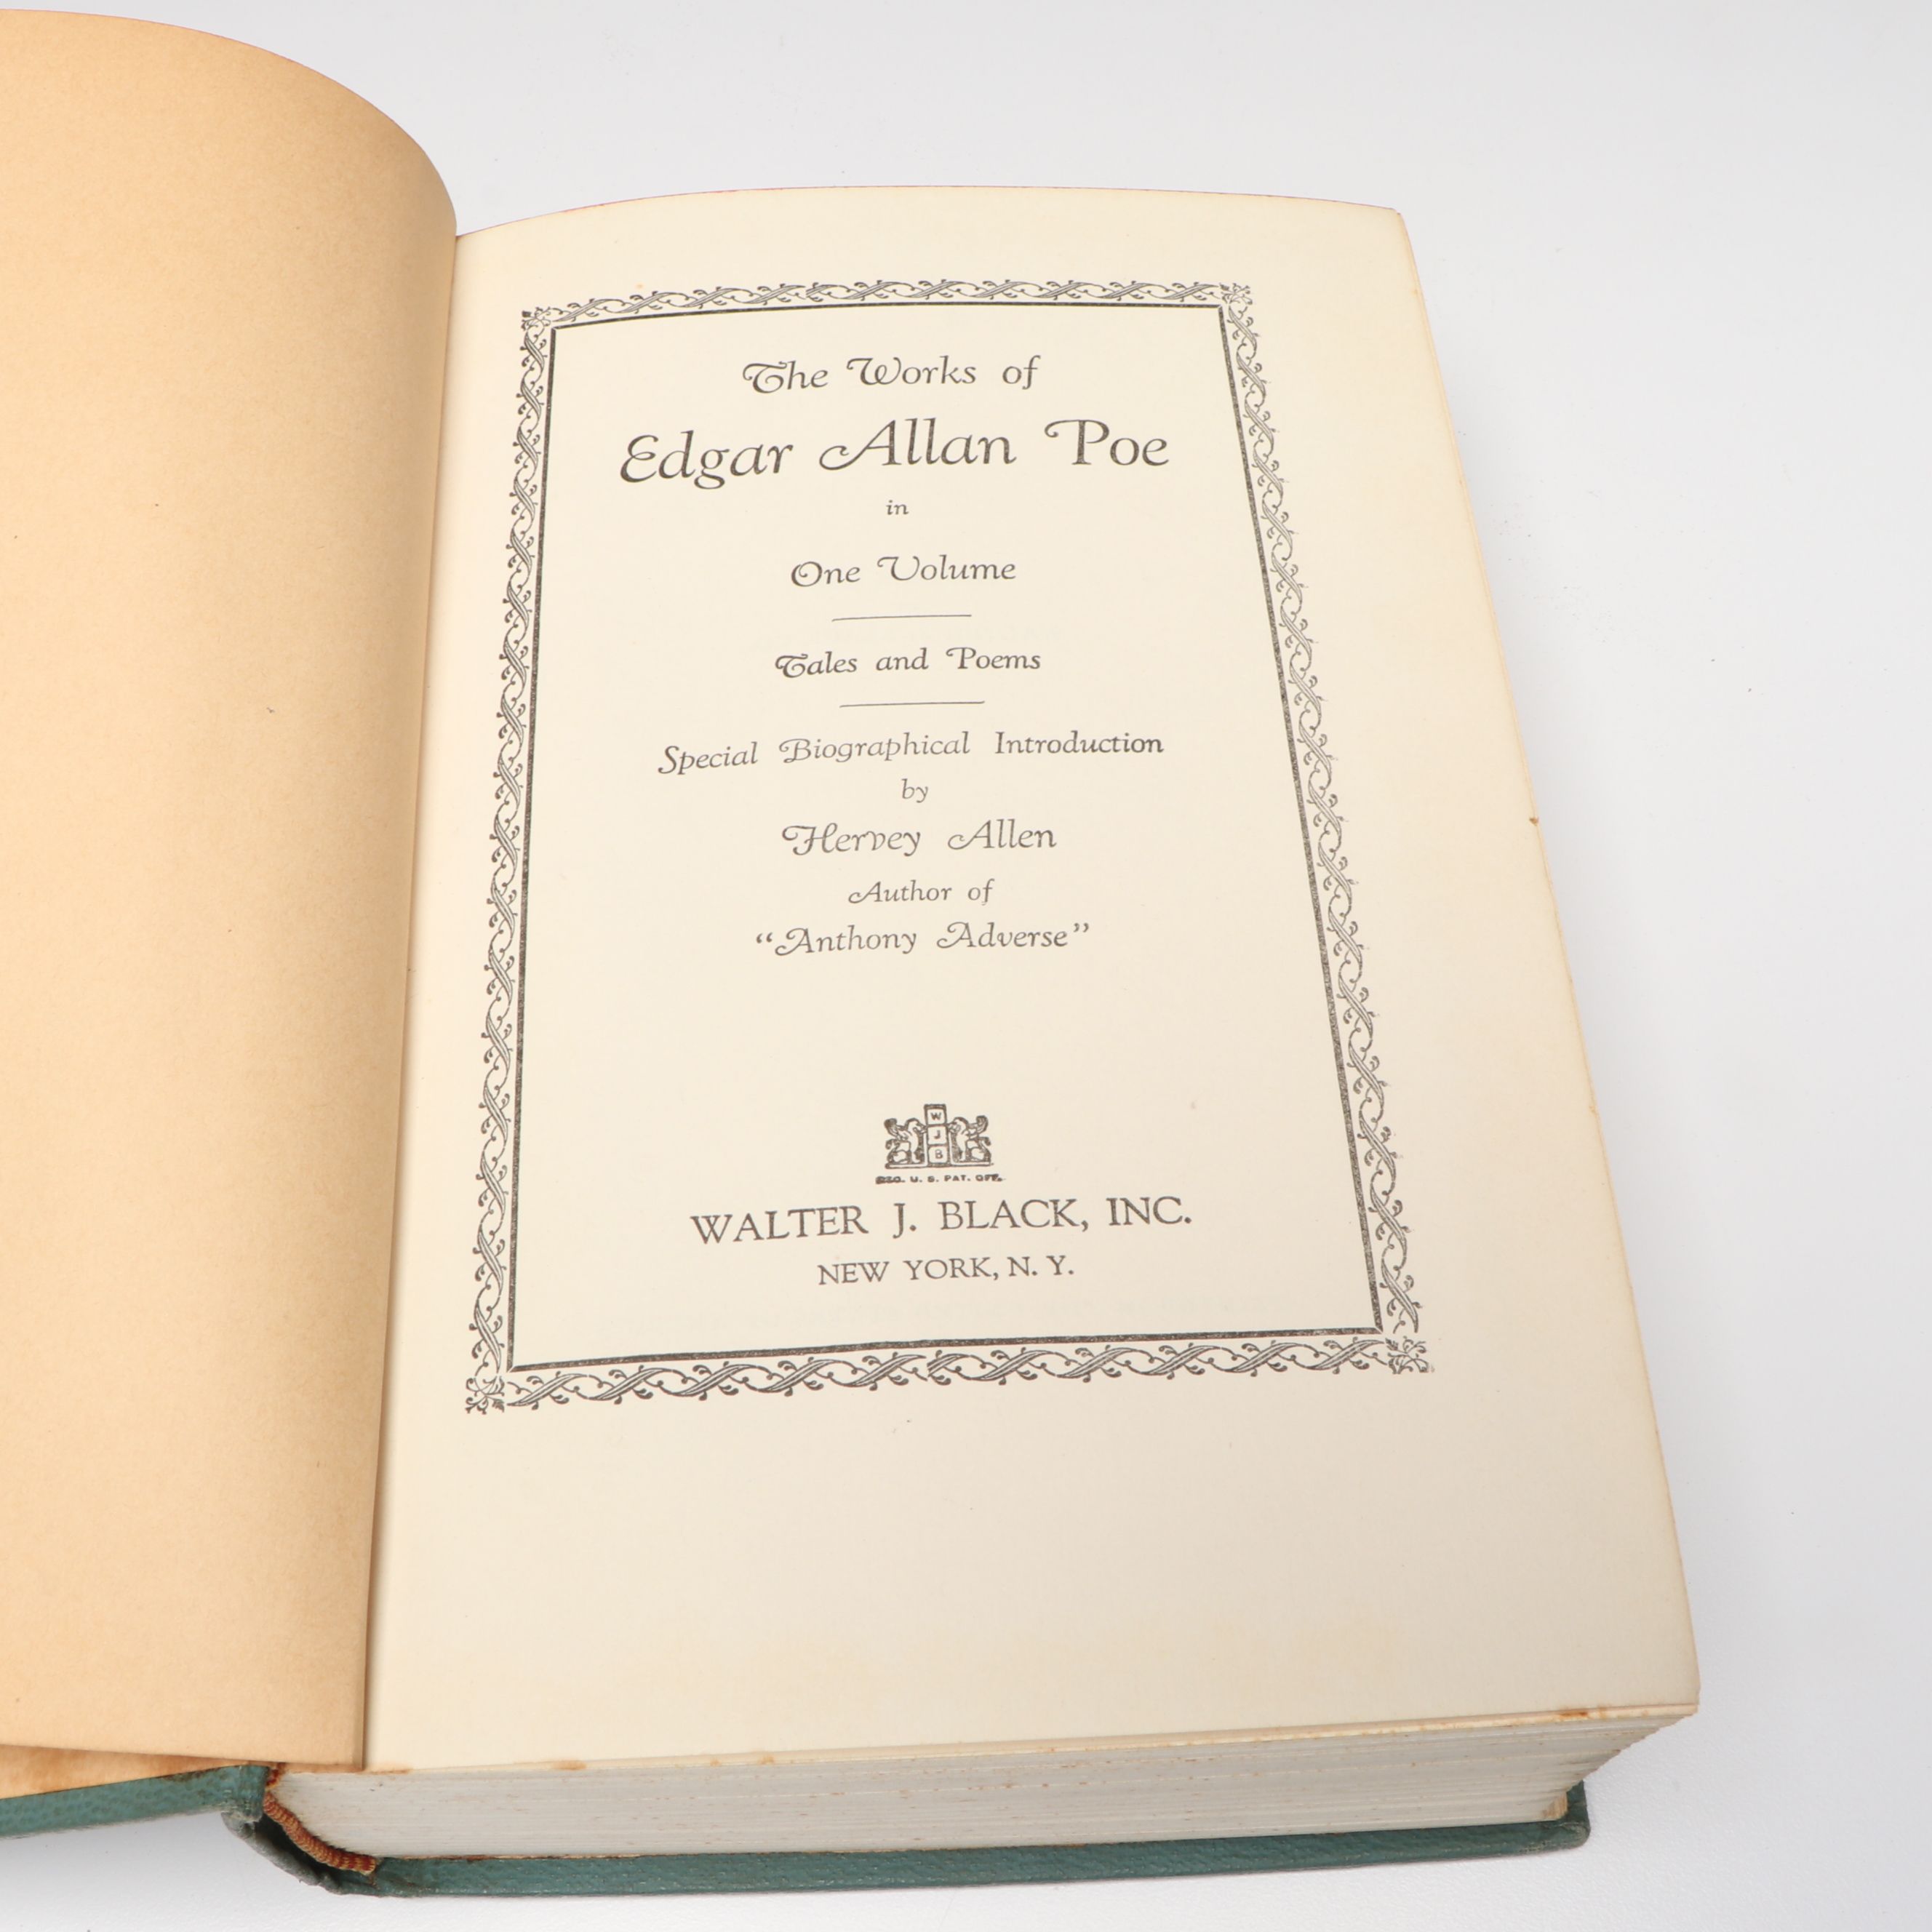 The Works of
Edgar Allan Poe
in
One Volume
Tales and Poems
Special Biographical Introduction
by
Hervey Allen
Author of
“Anthony Adverse”
W
J
B
REG. U. S. PAT. OFF.
WALTER J. BLACK, INC.
NEW YORK, N. Y.